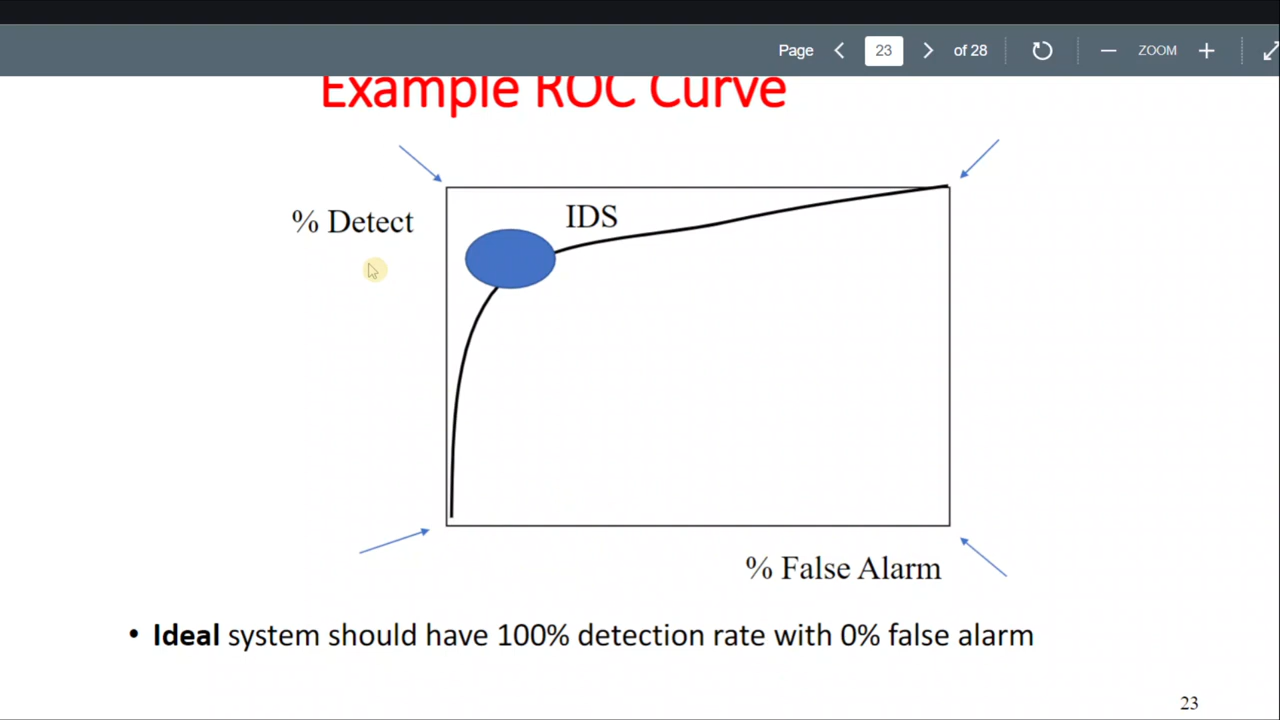 Page 23 of 28 ZOOM
Example ROC Curve
% Detect
IDS
% False Alarm
• Ideal system should have 100% detection rate with 0% false alarm
23